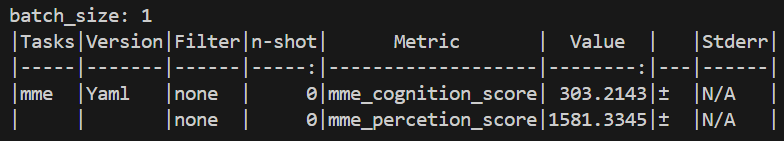 batch_size: 1
|Tasks|Version|Filter|n-shot|      Metric       |  Value  |   |Stderr|
|-----|-------|------|-----:|-------------------|--------:|---|------|
|mme  |Yaml   |none  |     0|mme_cognition_score| 303.2143|±  |N/A   |
|     |       |none  |     0|mme_percetion_score|1581.3345|±  |N/A   |